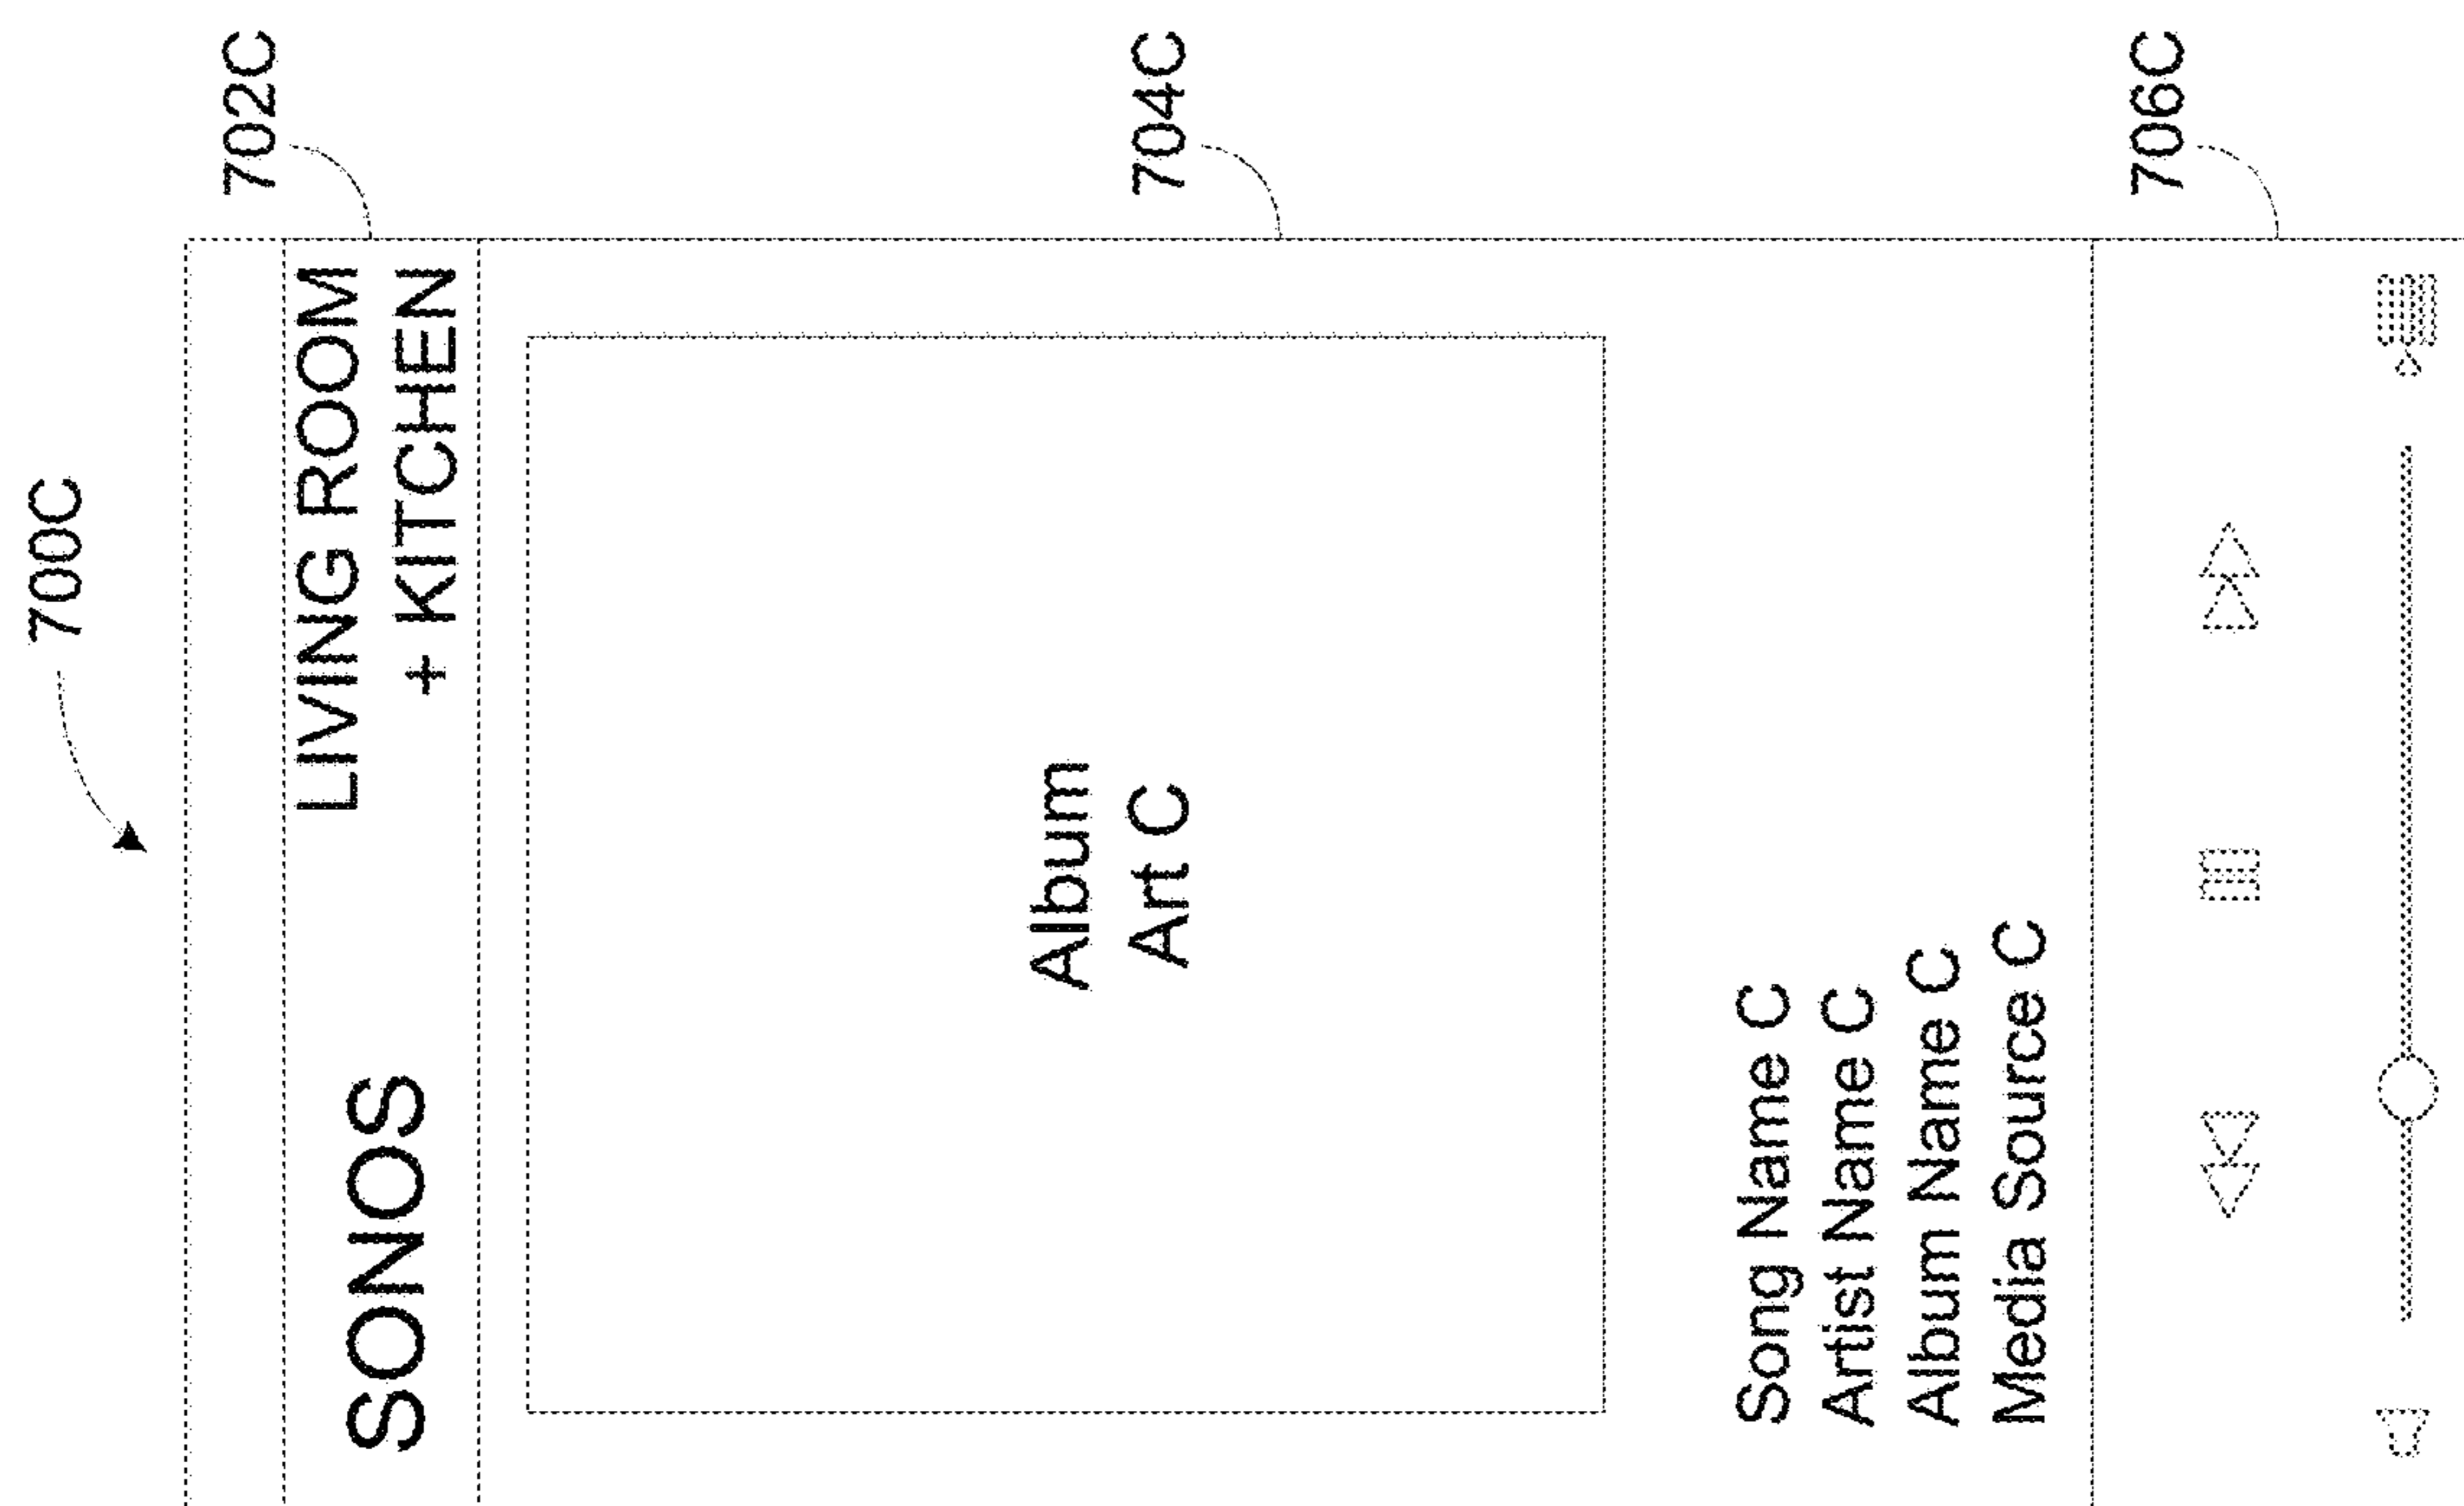 700C
702C
SONOS
LIVING ROOM
+ KITCHEN
704C
Album
Art C
Song Name C
Artist Name C
Album Name C
Media Source C
706C